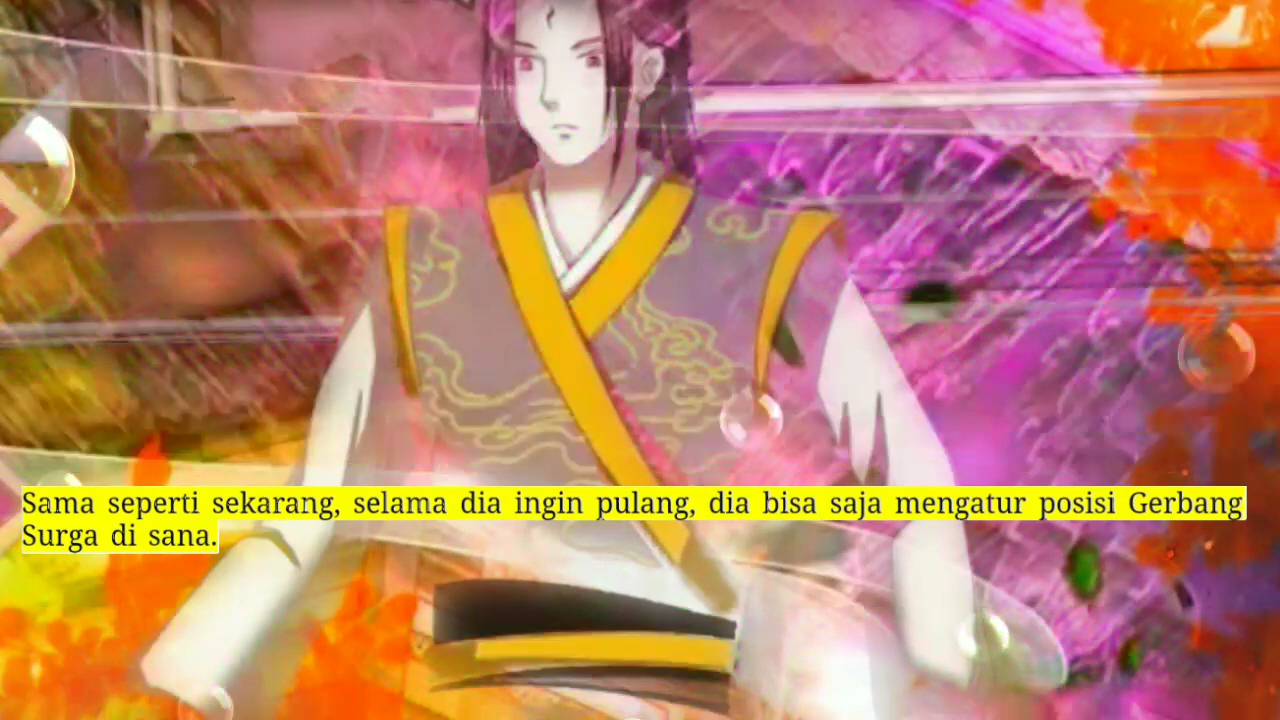 Sama seperti sekarang, selama dia ingin pulang, dia bisa saja mengatur posisi Gerbang
Surga di sana.